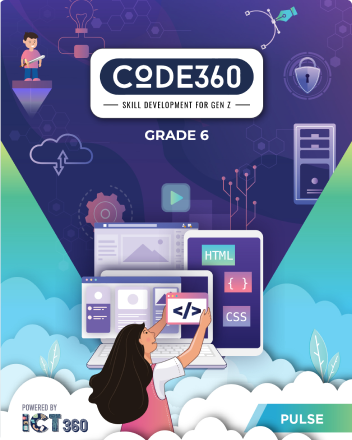 CODE360
SKILL DEVELOPMENT FOR GEN Z
GRADE 6
HTML
{ }
</>
CSS
POWERED BY
ICT360
PULSE